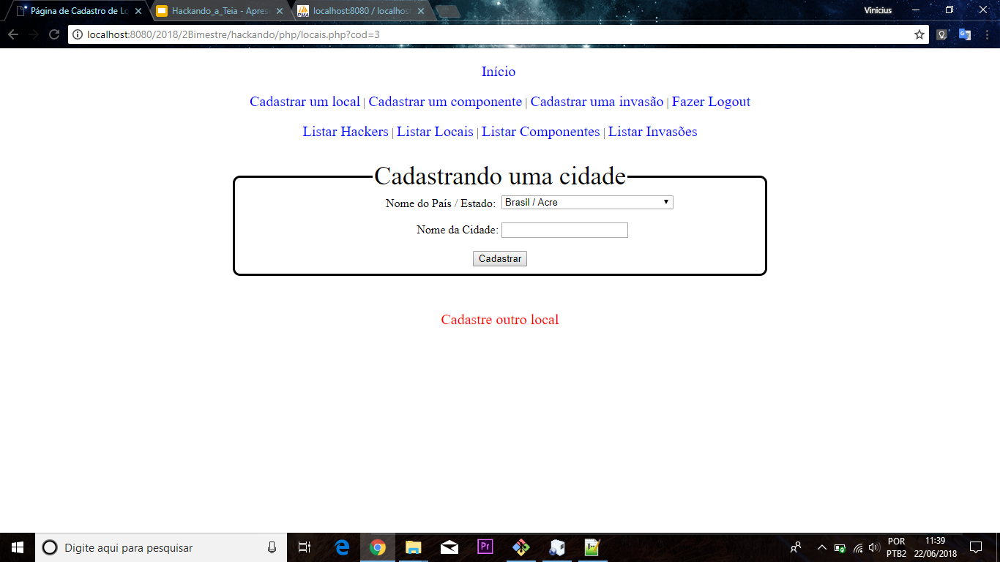 Página de Cadastro de Lo
Hackando_a_Teia - Apres
localhost:8080 / localhos
Vinicius
localhost:8080/2018/2Bimestre/hackando/php/locais.php?cod=3
Início
Cadastrar um local | Cadastrar um componente | Cadastrar uma invasão | Fazer Logout
Listar Hackers | Listar Locais | Listar Componentes | Listar Invasões
Cadastrando uma cidade
Nome do País / Estado: Brasil / Acre
Nome da Cidade:
Cadastrar
Cadastre outro local
Digite aqui para pesquisar
Pr
POR
PTB2
11:39
22/06/2018